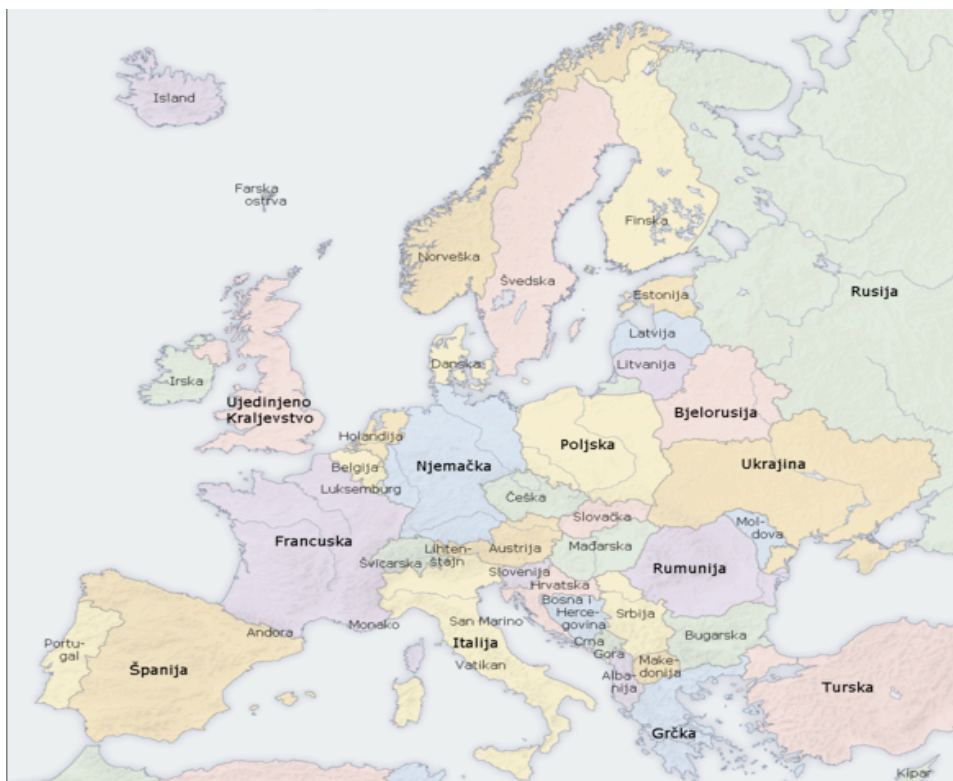 Island
Farska
ostrva
Finska
Norveška
Švedska
Rusija
Estonija
Latvija
Danska
Litvanija
Irska
Ujedinjeno
Kraljevstvo
Bjelorusija
Holandija
Poljska
Njemačka
Belgija
Ukrajina
Luksemburg
Češka
Slovačka
Mol-
dova
Francuska
Lihten-
štajn
Austrija
Mađarska
Švicarska
Slovenija
Rumunija
Hrvatska
Bosna i
Herce-
govina
Srbija
San Marino
Andora
Monako
Portu-
gal
Italija
Crna
Gora
Bugarska
Španija
Vatikan
Make-
donija
Alba-
nija
Turska
Grčka
Kipar